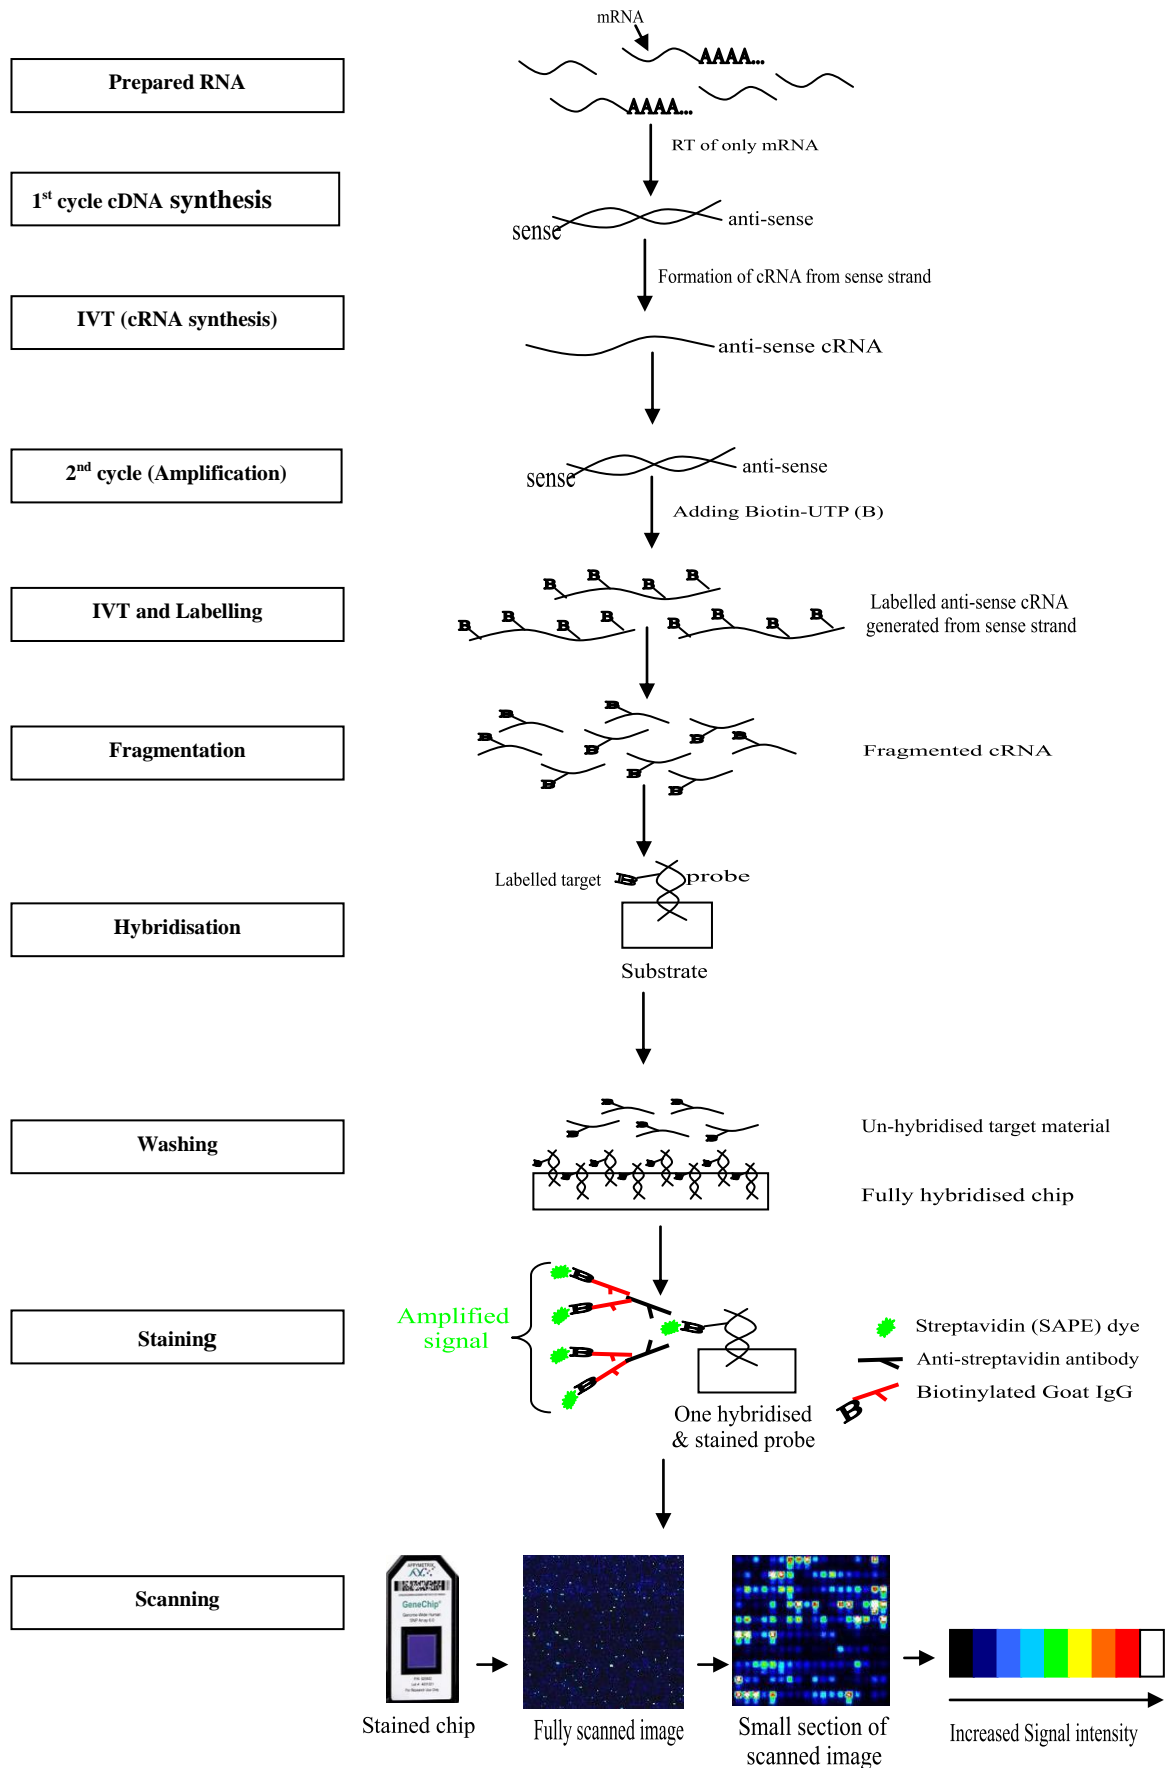 mRNA
AAAA...
Prepared RNA
AAAA...
RT of only mRNA
1st cycle cDNA synthesis
sense
anti-sense
Formation of cRNA from sense strand
IVT (cRNA synthesis)
anti-sense cRNA
2nd cycle (Amplification)
sense
anti-sense
Adding Biotin-UTP (B)
B B B B
IVT and Labelling
Labelled anti-sense cRNA
generated from sense strand
B B B B B B B B
Fragmentation
B B B B B B B B B
Fragmented cRNA
Labelled target
B
probe
Hybridisation
Substrate
Washing
Un-hybridised target material
Fully hybridised chip
Staining
Amplified
signal
B B B B B
Streptavidin (SAPE) dye
Anti-streptavidin antibody
Biotinylated Goat IgG
B
One hybridised
& stained probe
Scanning
AFFYMETRIX
GeneChip®
Stained chip
Fully scanned image
Small section of
scanned image
Increased Signal intensity